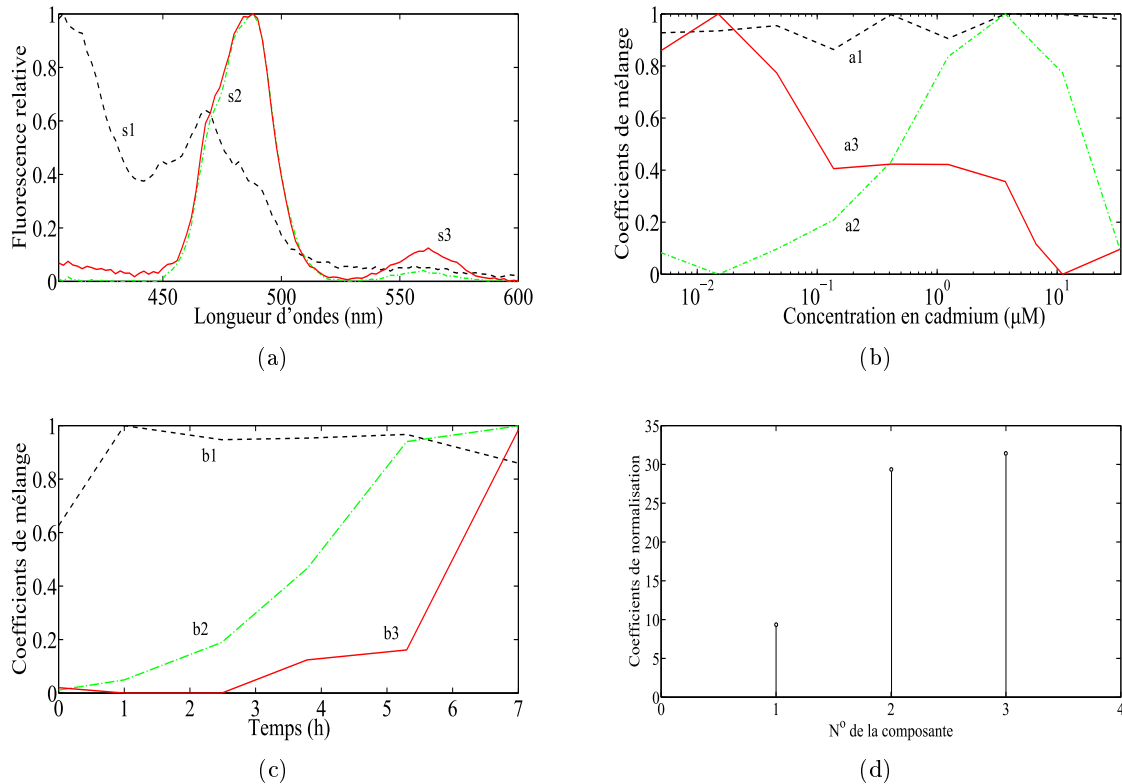 1
0.8
0.6
0.4
0.2
0
Fluorescence relative
s1
s2
s3
450
500
550
600
Longueur d'ondes (nm)
(a)
1
0.8
0.6
0.4
0.2
0
Coefficients de mélange
a1
a3
a2
10⁻²
10⁻¹
10⁰
10¹
Concentration en cadmium (µM)
(b)
1
0.8
0.6
0.4
0.2
0
Coefficients de mélange
b1
b2
b3
0
1
2
3
4
5
6
7
Temps (h)
(c)
35
30
25
20
15
10
5
0
Coefficients de normalisation
0
1
2
3
4
N° de la composante
(d)